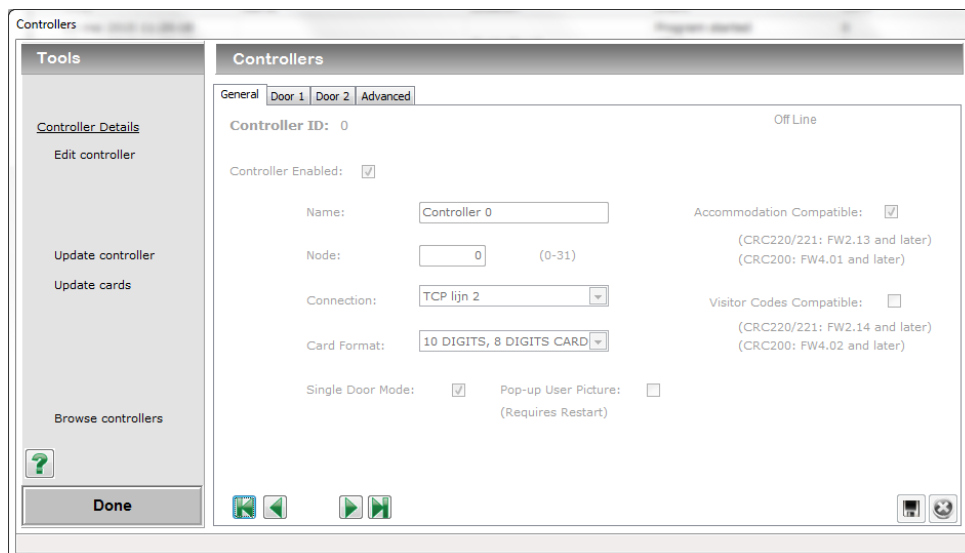 Controllers
Program started
Tools
Controllers
General Door 1 Door 2 Advanced
Controller Details
Edit controller
Update controller
Update cards
Browse controllers
Done
Controller ID: 0
Off Line
Controller Enabled:
Name: Controller 0
Node: 0 (0-31)
Connection: TCP lijn 2
Card Format: 10 DIGITS, 8 DIGITS CARD
Single Door Mode:
Pop-up User Picture:
(Requires Restart)
Accommodation Compatible:
(CRC220/221: FW2.13 and later)
(CRC200: FW4.01 and later)
Visitor Codes Compatible:
(CRC220/221: FW2.14 and later)
(CRC200: FW4.02 and later)